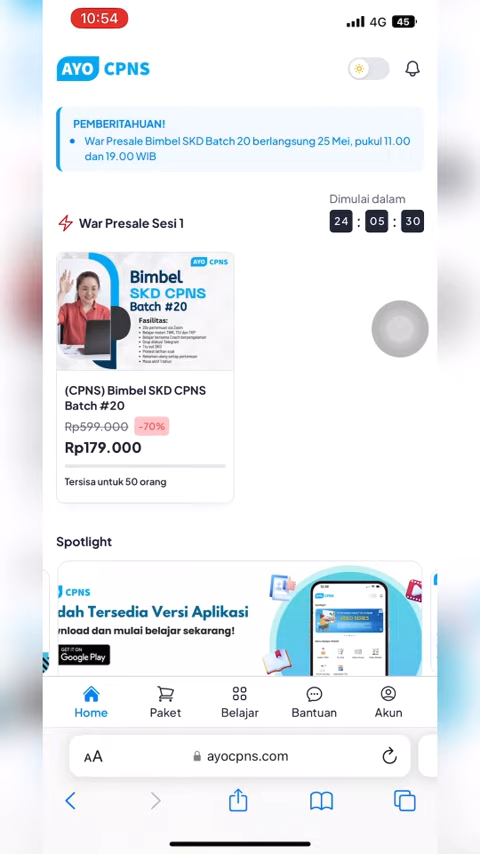 10:54
4G
45
AYO CPNS
PEMBERITAHUAN!
War Presale Bimbel SKD Batch 20 berlangsung 25 Mei, pukul 11.00
dan 19.00 WIB
Dimulai dalam
War Presale Sesi 1
24 : 05 : 30
AYO CPNS
Bimbel
SKD CPNS
Batch #20
Fasilitas:
(CPNS) Bimbel SKD CPNS
Batch #20
Rp599.000 -70%
Rp179.000
Tersisa untuk 50 orang
Spotlight
CPNS
dah Tersedia Versi Aplikasi
wnload dan mulai belajar sekarang!
GET IT ON
Google Play
VIDEO SERIES
Home
Paket
Belajar
Bantuan
Akun
AA
ayocpns.com